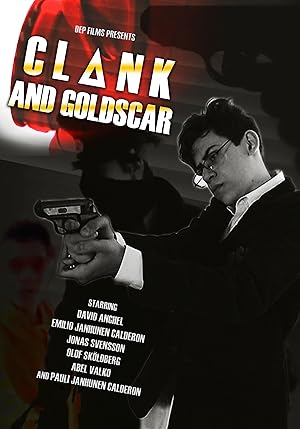 DEP FILMS PRESENTS
CLANK
AND GOLDSCAR
STARRING
DAVID ANGHEL
EMILIO JANHUNEN CALDERON
JONAS SVENSSON
OLOF SKÖLDBERG
ABEL VALKO
AND PAULI JANHUNEN CALDERON